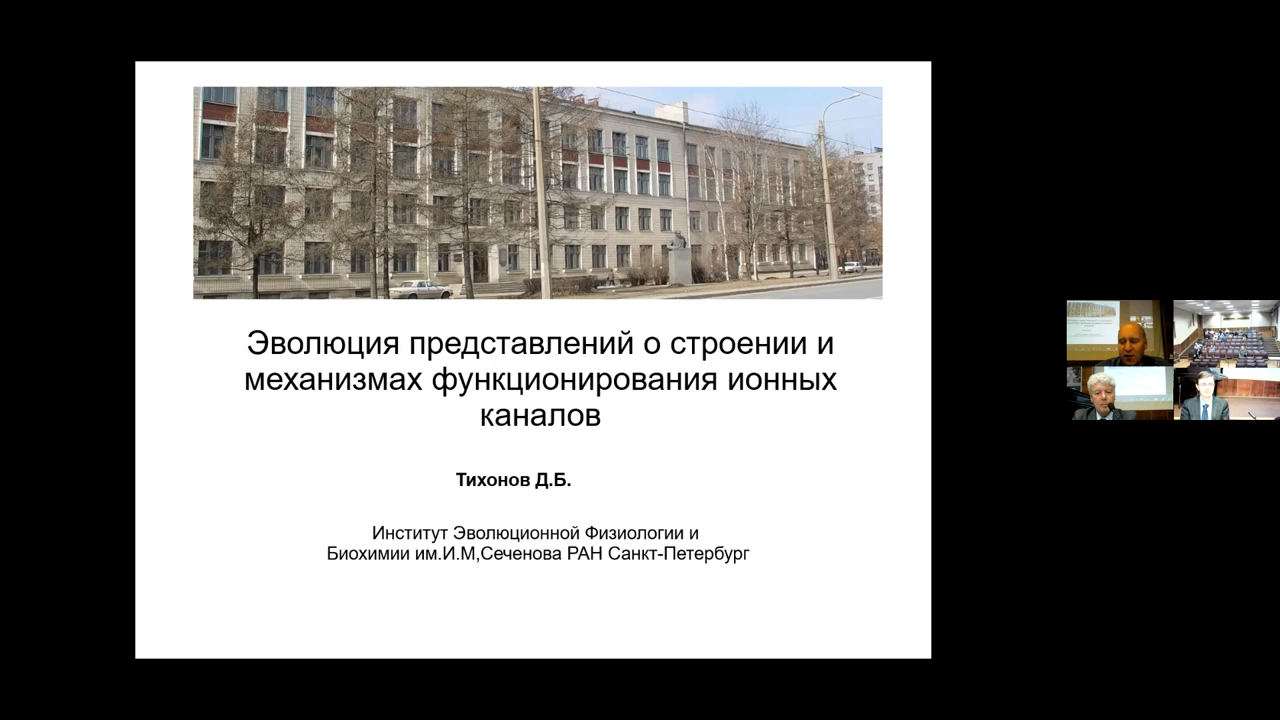 Эволюция представлений о строении и
механизмах функционирования ионных
каналов
Тихонов Д.Б.
Институт Эволюционной Физиологии и
Биохимии им.И.М,Сеченова РАН Санкт-Петербург